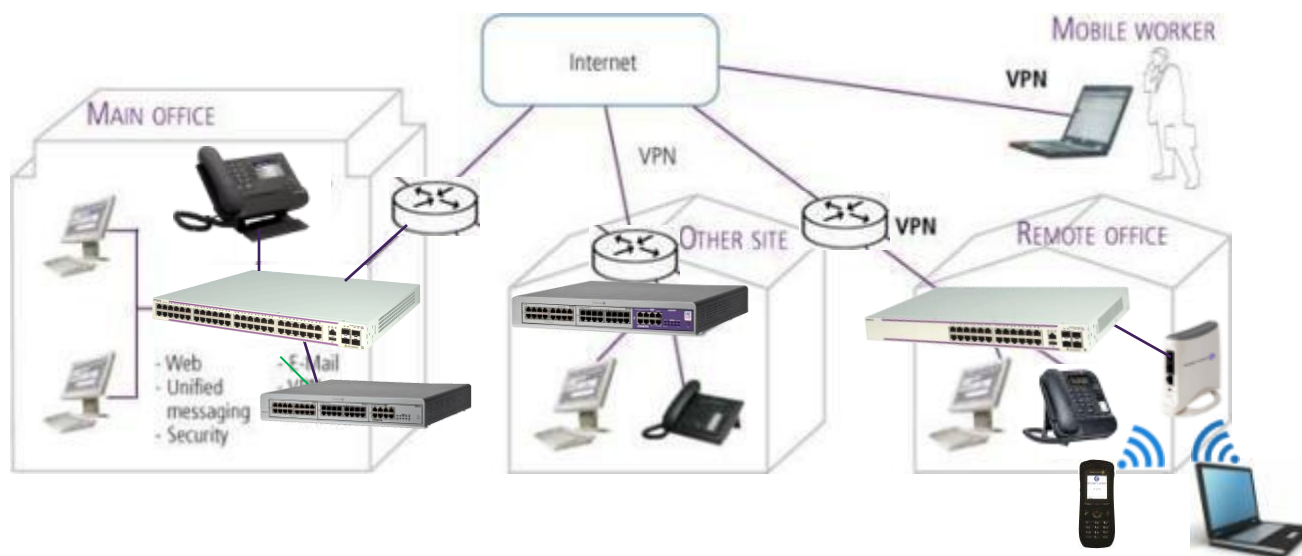 MOBILE WORKER
Internet
VPN
MAIN OFFICE
VPN
OTHER SITE
VPN
REMOTE OFFICE
- Web
- E-Mail
- Unified
messaging
- Security